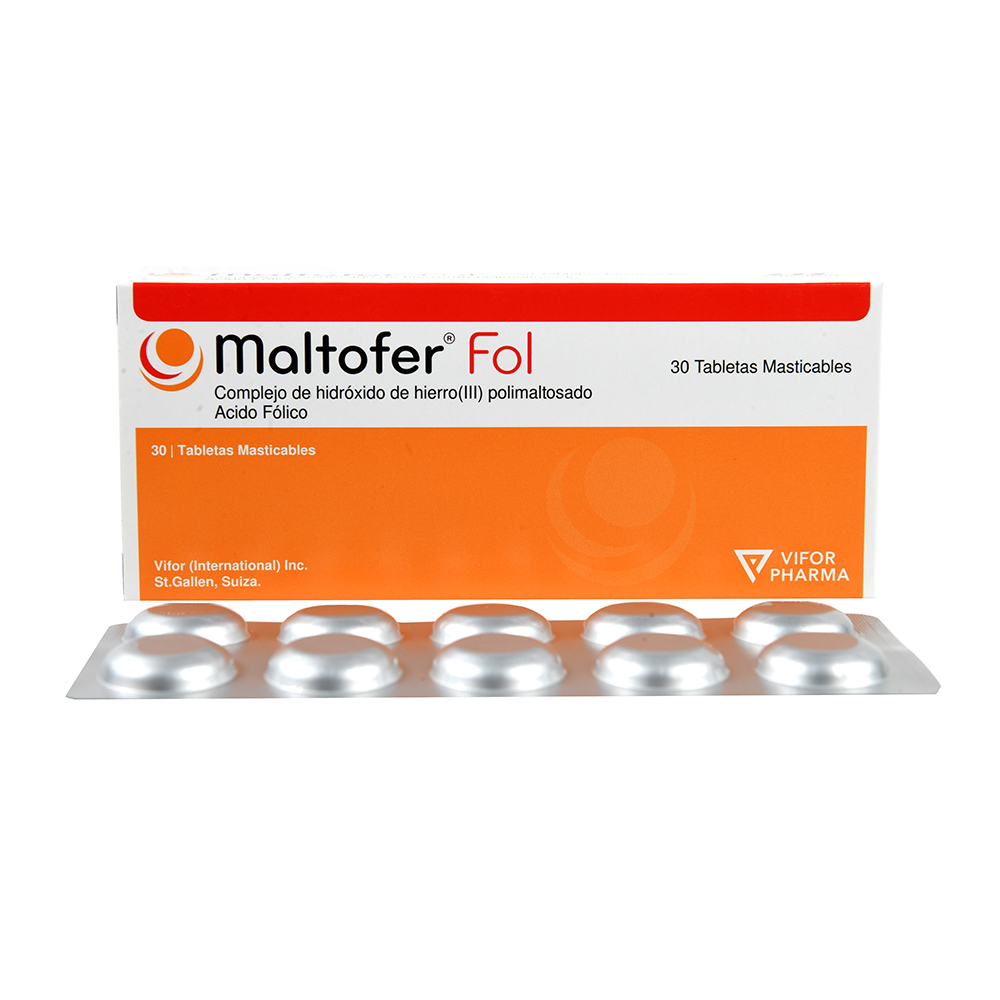 Maltofer® Fol
30 Tabletas Masticables
Complejo de hidróxido de hierro(III) polimaltosado
Acido Fólico
30 | Tabletas Masticables
Vifor (International) Inc.
St.Gallen, Suiza.
VIFOR
PHARMA